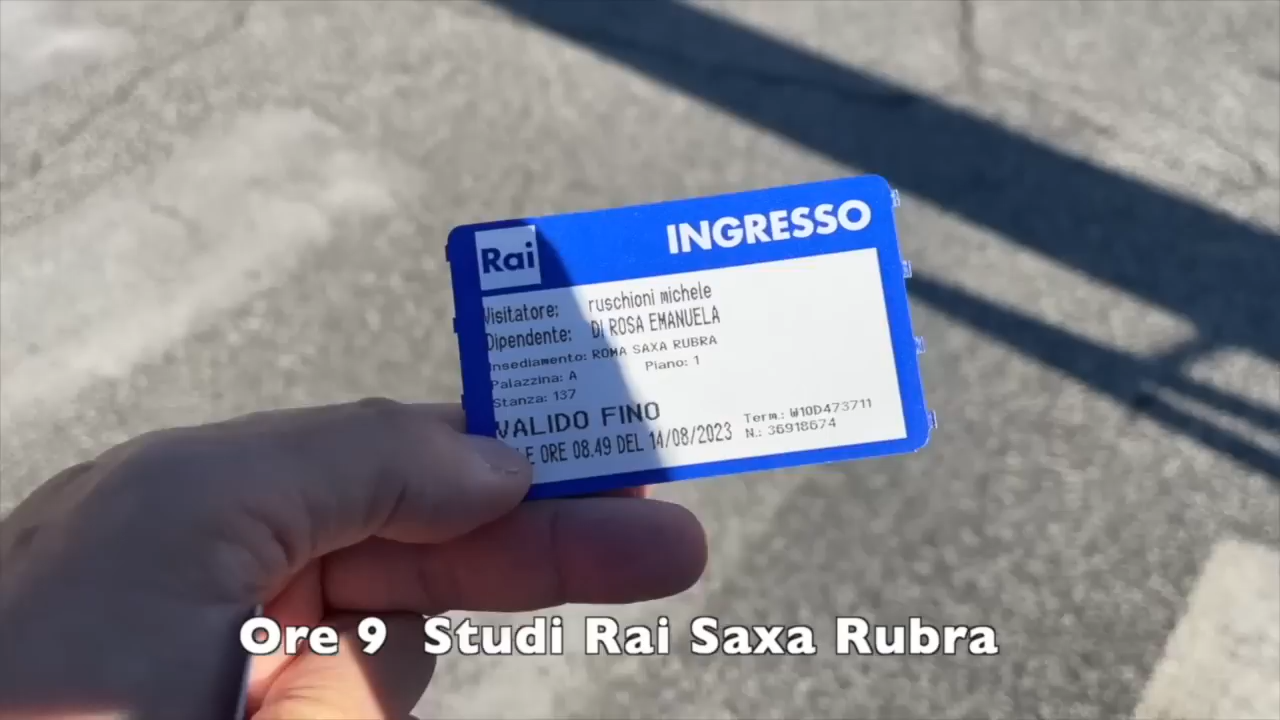 Rai INGRESSO
Visitatore: ruschioni michele
Dipendente: DI ROSA EMANUELA
Insediamento: ROMA SAXA RUBRA
Palazzina: A Piano: 1
Stanza: 137
VALIDO FINO
LE ORE 08.49 DEL 14/08/2023
Term.: W10D473711
N.: 36918674
Ore 9 Studi Rai Saxa Rubra